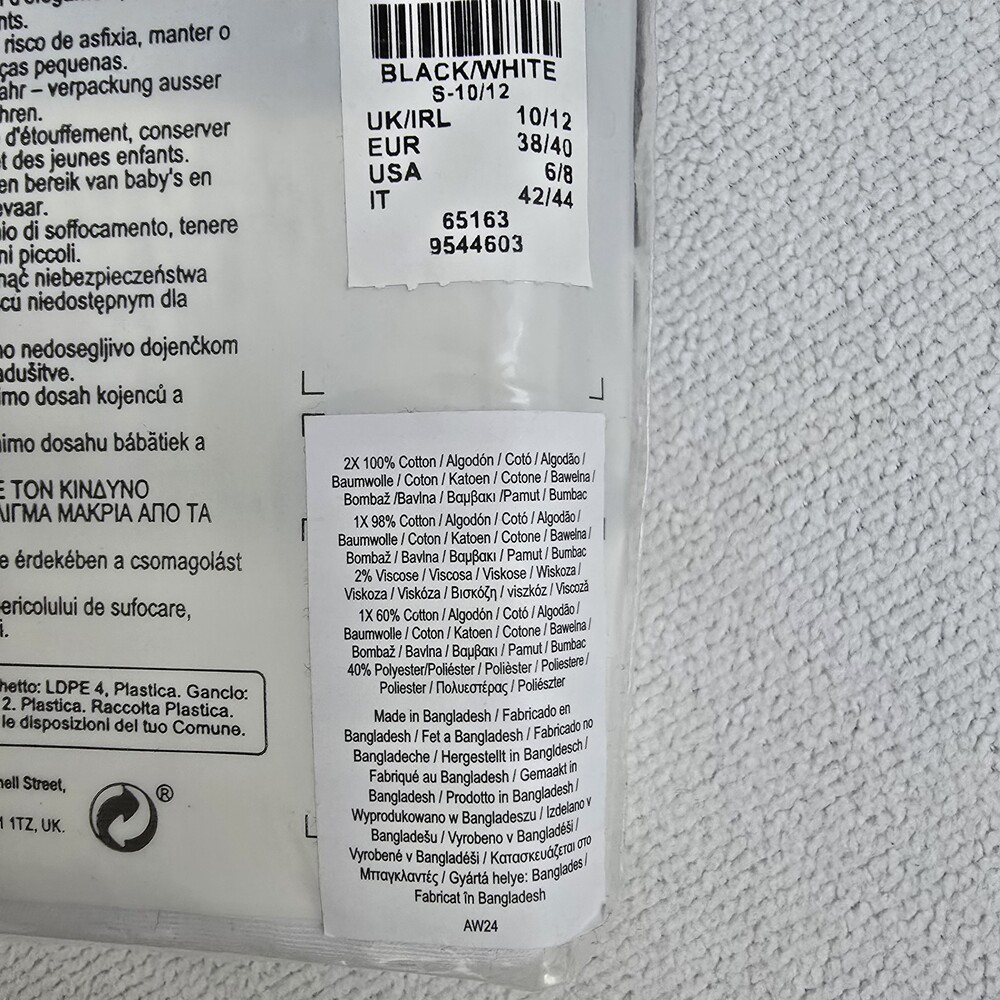 nts.
risco de asfixia, manter o
ças pequenas.
ahr – verpackung ausser
hren.
d'étouffement, conserver
t des jeunes enfants.
en bereik van baby's en
evaar.
io di soffocamento, tenere
ni piccoli.
nąć niebezpieczeństwa
cú niedostępnym dla
no nedosegljivo dojenčkom
adušitve.
imo dosah kojenců a
imo dosahu bábätiek a
Ε ΤΟΝ ΚΙΝΔΥΝΟ
ΛΙΓΜΑ ΜΑΚΡΙΑ ΑΠΟ ΤΑ
e érdekében a csomagolást
ericolului de sufocare,
i.
hetto: LDPE 4, Plastica. Gancio:
2. Plastica. Raccolta Plastica.
le disposizioni del tuo Comune.
nell Street,
1 1TZ, UK.
®
BLACK/WHITE
S-10/12
UK/IRL 10/12
EUR 38/40
USA 6/8
IT 42/44
65163
9544603
2X 100% Cotton / Algodón / Cotó / Algodão /
Baumwolle / Coton / Katoen / Cotone / Bawełna /
Bombaž /Bavlna / Βαμβακι /Pamut / Bumbac
1X 98% Cotton / Algodón / Cotó / Algodão /
Baumwolle / Coton / Katoen / Cotone / Bawełna /
Bombaž / Bavlna / Βαμβακι / Pamut / Bumbac
2% Viscose / Viscosa / Viskose / Wiskoza /
Viskoza / Viskóza / Βισκόζη / viszkóz / Viscoză
1X 60% Cotton / Algodón / Cotó / Algodão /
Baumwolle / Coton / Katoen / Cotone / Bawełna /
Bombaž / Bavlna / Βαμβακι / Pamut / Bumbac
40% Polyester/Poliéster / Polièster / Poliestere /
Poliester / Πολυεστέρας / Poliészter
Made in Bangladesh / Fabricado en
Bangladesh / Fet a Bangladesh / Fabricado no
Bangladeche / Hergestellt in Bangldesch /
Fabriqué au Bangladesh / Gemaakt in
Bangladesh / Prodotto in Bangladesh /
Wyprodukowano w Bangladeszu / Izdelano v
Bangladešu / Vyrobeno v Bangladéši /
Vyrobené v Bangladéši / Κατασκευάζεται στο
Μπαγκλαντές / Gyártá helye: Banglades /
Fabricat în Bangladesh
AW24